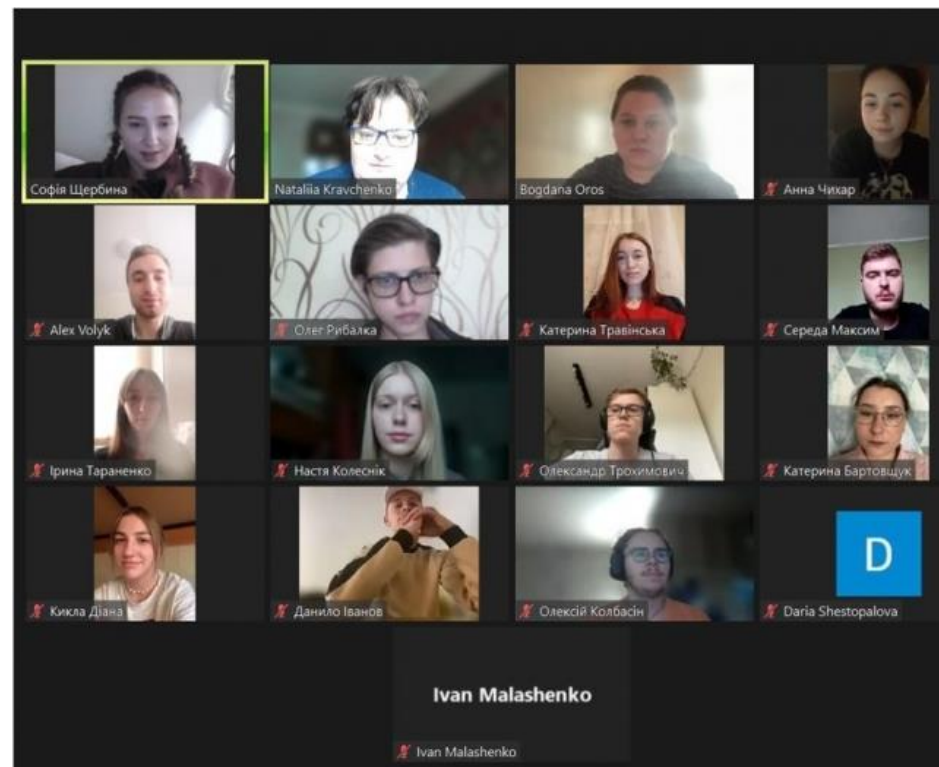 Софія Щербина
Nataliia Kravchenko
Bogdana Oros
Анна Чихар
Alex Volyk
Олег Рибалка
Катерина Травінська
Середа Максим
Ірина Тараненко
Настя Колеснік
Олександр Трохимович
Катерина Бартовщук
Кикла Діана
Данило Іванов
Олексій Колбасін
D
Daria Shestopalova
Ivan Malashenko
Ivan Malashenko